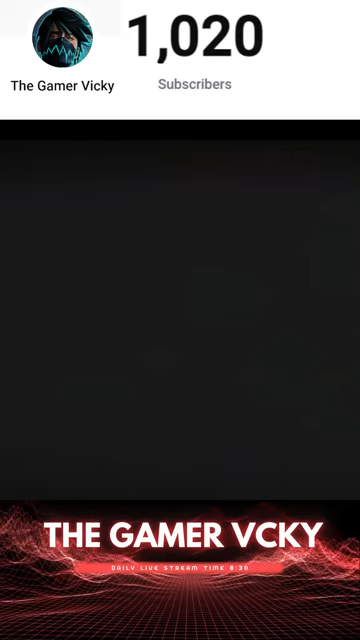 1,020
The Gamer Vicky
Subscribers
THE GAMER VCKY
DAILY LIVE STREAM TIME 8:30